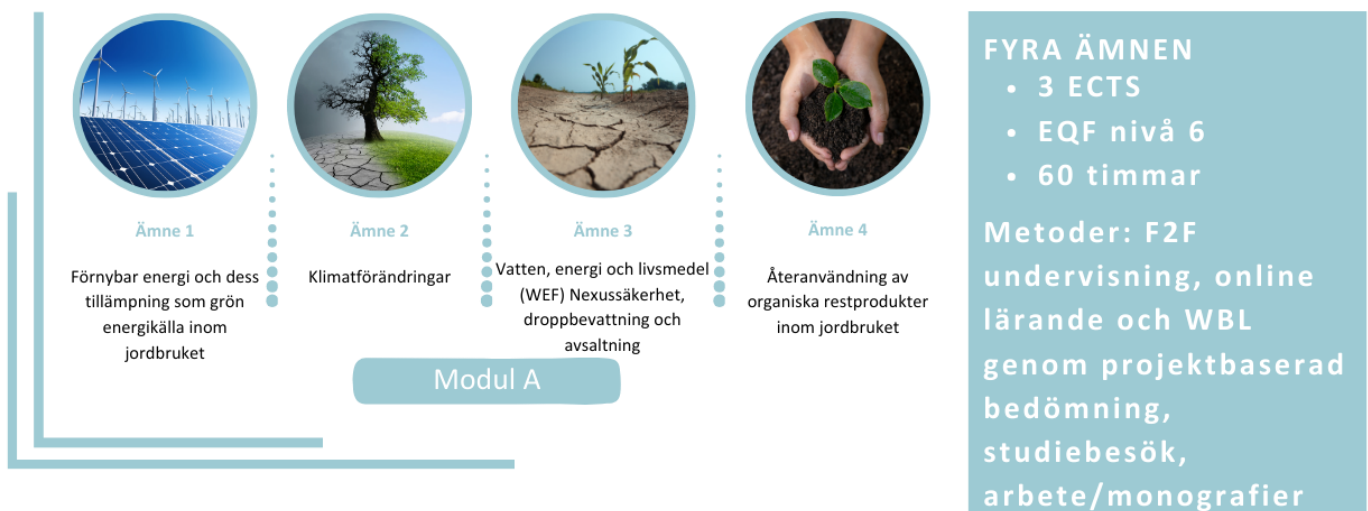 Ämne 1
Förnybar energi och dess
tillämpning som grön
energikälla inom
jordbruket
Ämne 2
Klimatförändringar
Ämne 3
Vatten, energi och livsmedel
(WEF) Nexussäkerhet,
droppbevattning och
avsaltning
Ämne 4
Återanvändning av
organiska restprodukter
inom jordbruket
Modul A
FYRA ÄMNEN
• 3 ECTS
• EQF nivå 6
• 60 timmar
Metoder: F2F
undervisning, online
lärande och WBL
genom projektbaserad
bedömning,
studiebesök,
arbete/monografier